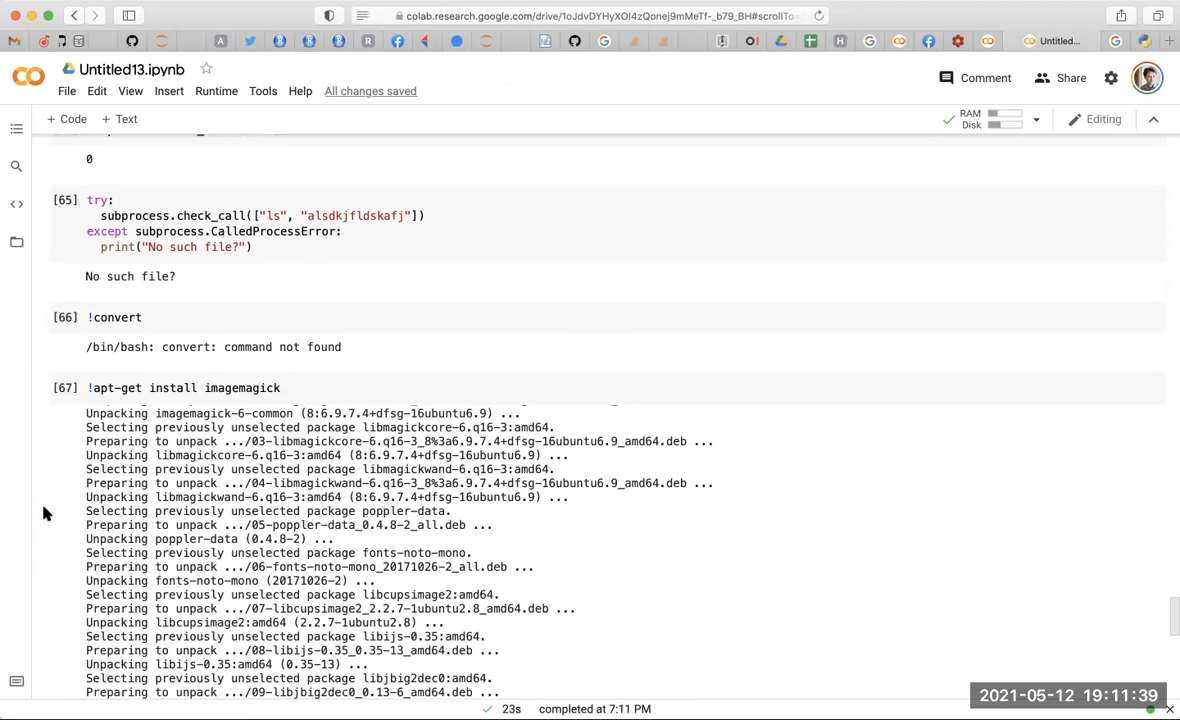 colab.research.google.com/drive/1oJdvDYHyXOl4zQonej9mMeTf-_b79_BH#scrollTo=
Untitled...
Untitled13.ipynb
Comment
Share
File Edit View Insert Runtime Tools Help All changes saved
+ Code + Text
RAM
Disk
Editing
0
[65] try:
subprocess.check_call(["ls", "alsdkjfldskafj"])
except subprocess.CalledProcessError:
print("No such file?")
No such file?
[66] !convert
/bin/bash: convert: command not found
[67] !apt-get install imagemagick
Unpacking imagemagick-6-common (8:6.9.7.4+dfsg-16ubuntu6.9) ...
Selecting previously unselected package libmagickcore-6.q16-3:amd64.
Preparing to unpack .../03-libmagickcore-6.q16-3_8%3a6.9.7.4+dfsg-16ubuntu6.9_amd64.deb ...
Unpacking libmagickcore-6.q16-3:amd64 (8:6.9.7.4+dfsg-16ubuntu6.9) ...
Selecting previously unselected package libmagickwand-6.q16-3:amd64.
Preparing to unpack .../04-libmagickwand-6.q16-3_8%3a6.9.7.4+dfsg-16ubuntu6.9_amd64.deb ...
Unpacking libmagickwand-6.q16-3:amd64 (8:6.9.7.4+dfsg-16ubuntu6.9) ...
Selecting previously unselected package poppler-data.
Preparing to unpack .../05-poppler-data_0.4.8-2_all.deb ...
Unpacking poppler-data (0.4.8-2) ...
Selecting previously unselected package fonts-noto-mono.
Preparing to unpack .../06-fonts-noto-mono_20171026-2_all.deb ...
Unpacking fonts-noto-mono (20171026-2) ...
Selecting previously unselected package libcupsimage2:amd64.
Preparing to unpack .../07-libcupsimage2_2.2.7-1ubuntu2.8_amd64.deb ...
Unpacking libcupsimage2:amd64 (2.2.7-1ubuntu2.8) ...
Selecting previously unselected package libijs-0.35:amd64.
Preparing to unpack .../08-libijs-0.35_0.35-13_amd64.deb ...
Unpacking libijs-0.35:amd64 (0.35-13) ...
Selecting previously unselected package libjbig2dec0:amd64.
Preparing to unpack .../09-libjbig2dec0_0.13-6_amd64.deb ...
2021-05-12 19:11:39
23s completed at 7:11 PM